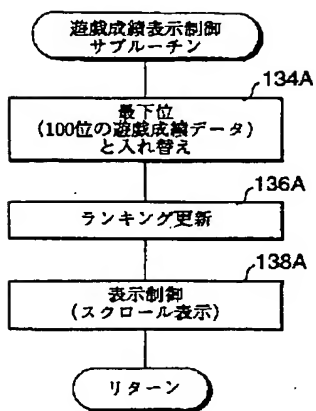 遊戯成績表示制御
サブルーチン
134A
最下位
(100位の遊戯成績データ)
と入れ替え
136A
ランキング更新
138A
表示制御
(スクロール表示)
リターン